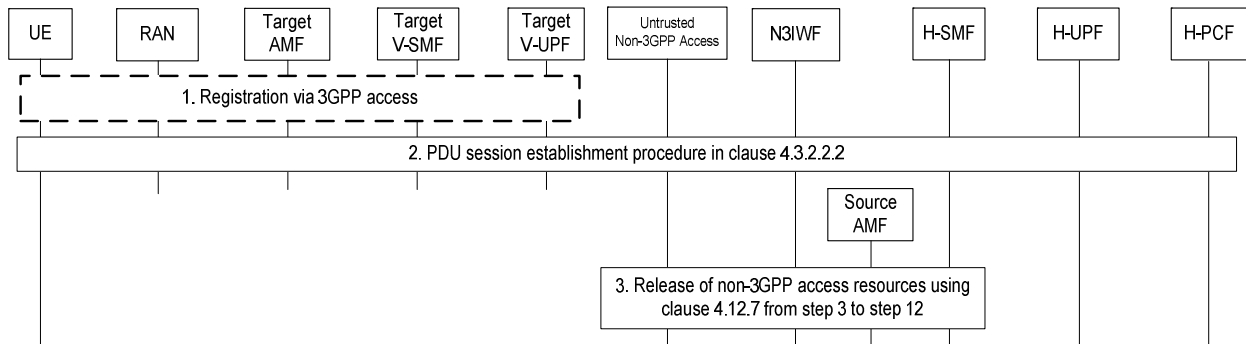 UE
RAN
Target
AMF
Target
V-SMF
Target
V-UPF
Untrusted
Non-3GPP Access
N3IWF
H-SMF
H-UPF
H-PCF
1. Registration via 3GPP access
2. PDU session establishment procedure in clause 4.3.2.2.2
Source
AMF
3. Release of non-3GPP access resources using
clause 4.12.7 from step 3 to step 12